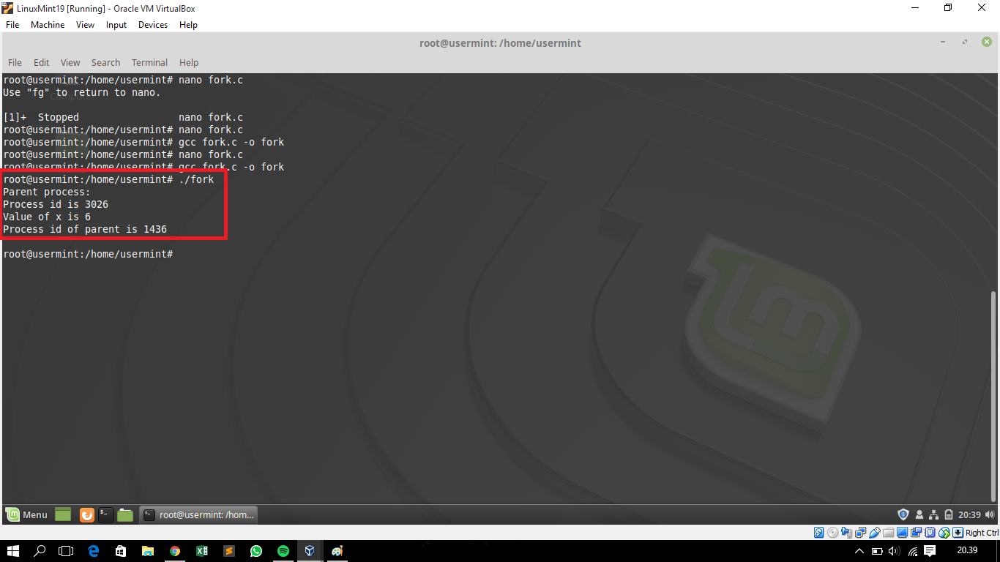 LinuxMint19 [Running] - Oracle VM VirtualBox
File Machine View Input Devices Help
root@usermint: /home/usermint
File Edit View Search Terminal Help
root@usermint:/home/usermint# nano fork.c
Use "fg" to return to nano.
Computer
[1]+  Stopped                 nano fork.c
root@usermint:/home/usermint# nano fork.c
root@usermint:/home/usermint# gcc fork.c -o fork
root@usermint:/home/usermint# nano fork.c
root@usermint:/home/usermint# gcc fork.c -o fork
root@usermint:/home/usermint# ./fork
Parent process:
Process id is 3026
Value of x is 6
Process id of parent is 1436
root@usermint:/home/usermint#
Menu root@usermint: /hom... 20:39
Right Ctrl
20.39